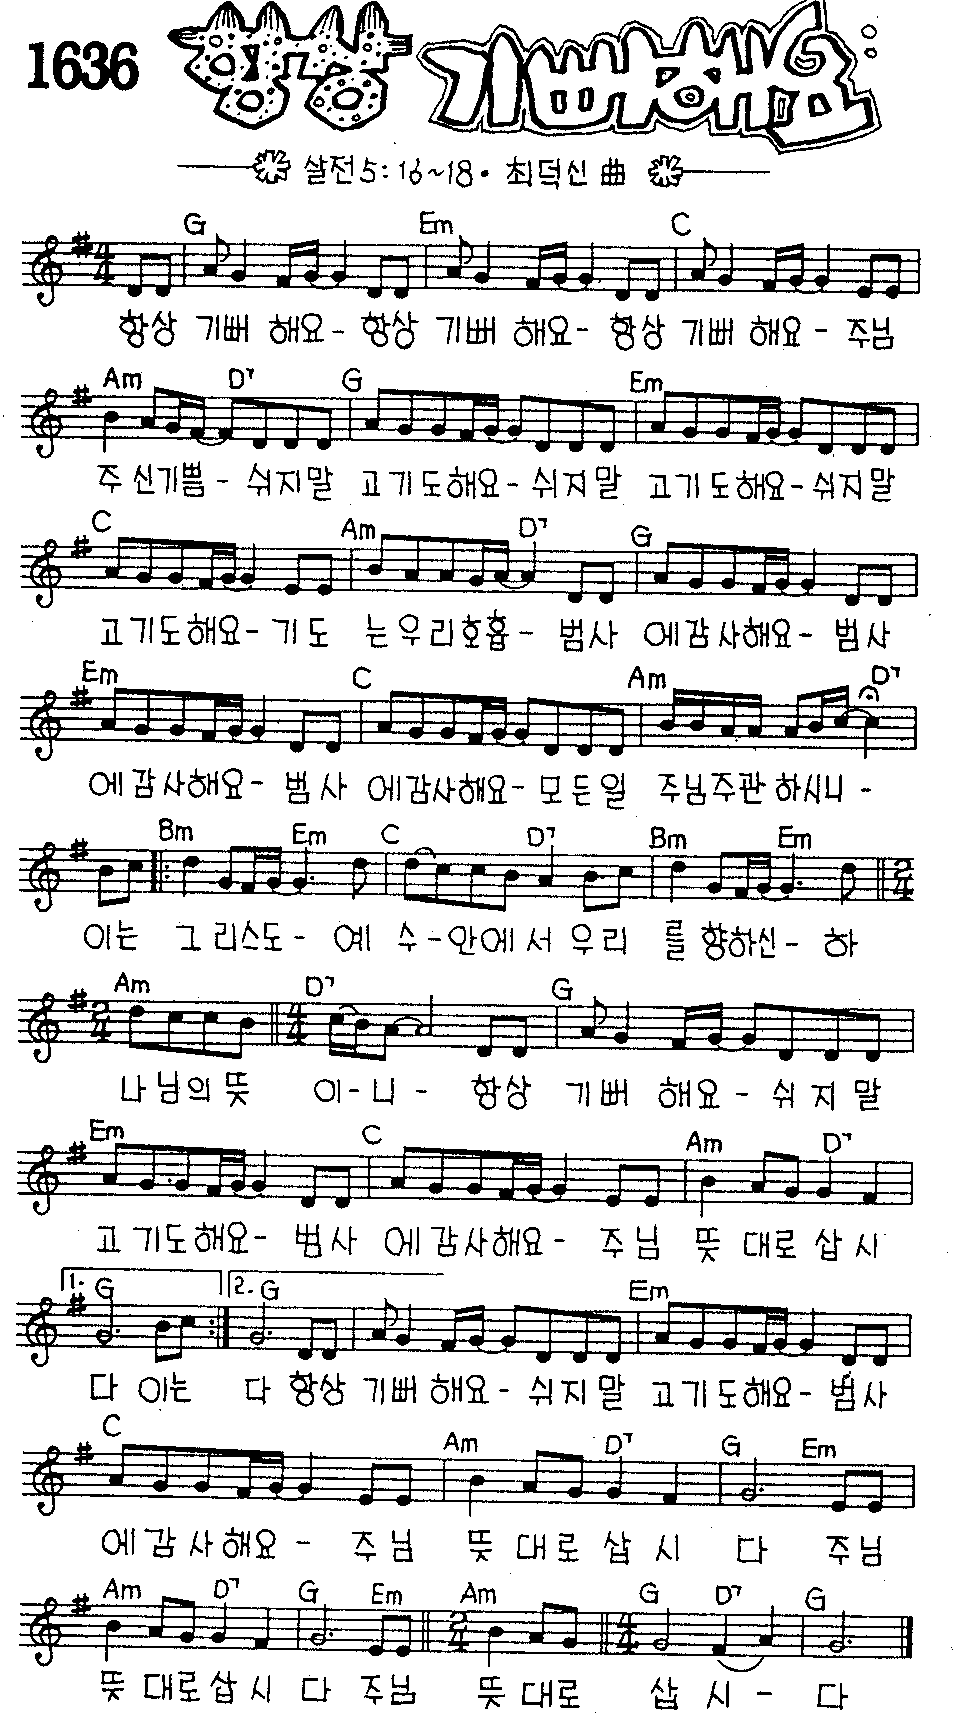 1636 항상 기뻐해요
살전 5:16~18· 최덕신 曲
G Em C
항상 기뻐 해요- 항상 기뻐 해요- 항상 기뻐 해요- 주님
Am D7 G Em
주 신기쁨- 쉬지말 고기도해요- 쉬지말 고기도해요- 쉬지말
C Am D7 G
고기도해요- 기도 는우리호흡- 범사 에감사해요- 범사
Em C Am D7
에감사해요- 범사 에감사해요- 모든일 주님주관하시니-
Bm Em C D7 Bm Em
이는 그리스도- 예 수-안에서 우리 를 향하신- 하
Am D7 G
나님의뜻 이-니- 항상 기뻐 해요- 쉬지말
Em C Am D7
고기도해요- 범사 에감사해요- 주님 뜻 대로 삽시
1. G 2. G Em
다 이는 다 항상 기뻐 해요- 쉬지말 고기도해요- 범사
C Am D7 G Em
에감사해요- 주님 뜻 대로 삽 시 다 주님
Am D7 G Em Am G D7 G
뜻 대로삽시 다 주님 뜻 대로 삽 시- 다